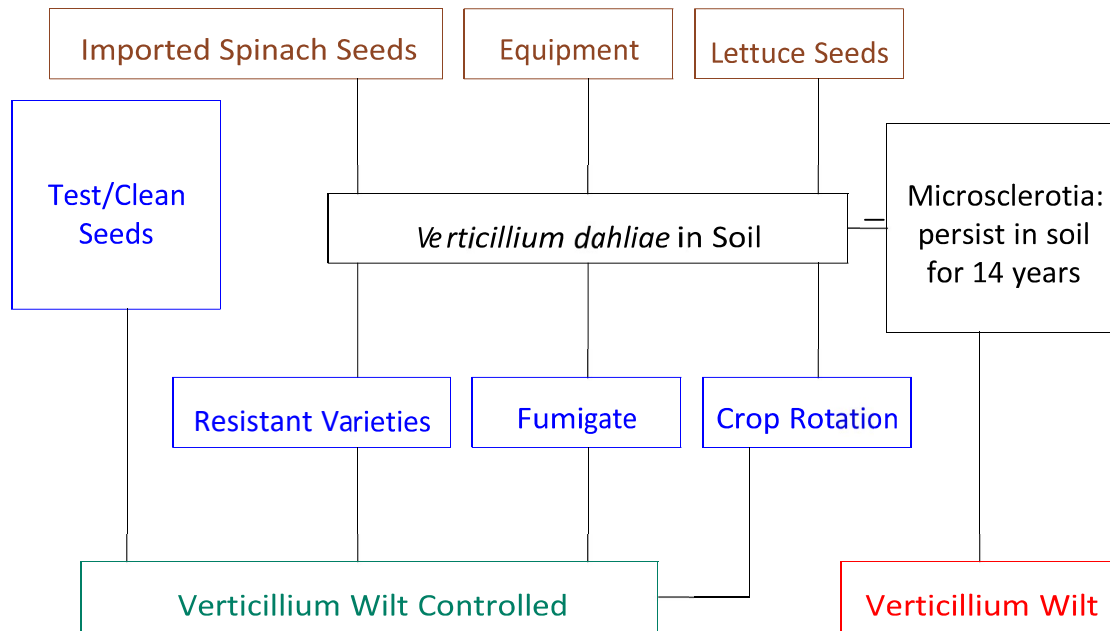 Imported Spinach Seeds
Equipment
Lettuce Seeds
Test/Clean
Seeds
Verticillium dahliae in Soil
Microsclerotia:
persist in soil
for 14 years
Resistant Varieties
Fumigate
Crop Rotation
Verticillium Wilt Controlled
Verticillium Wilt